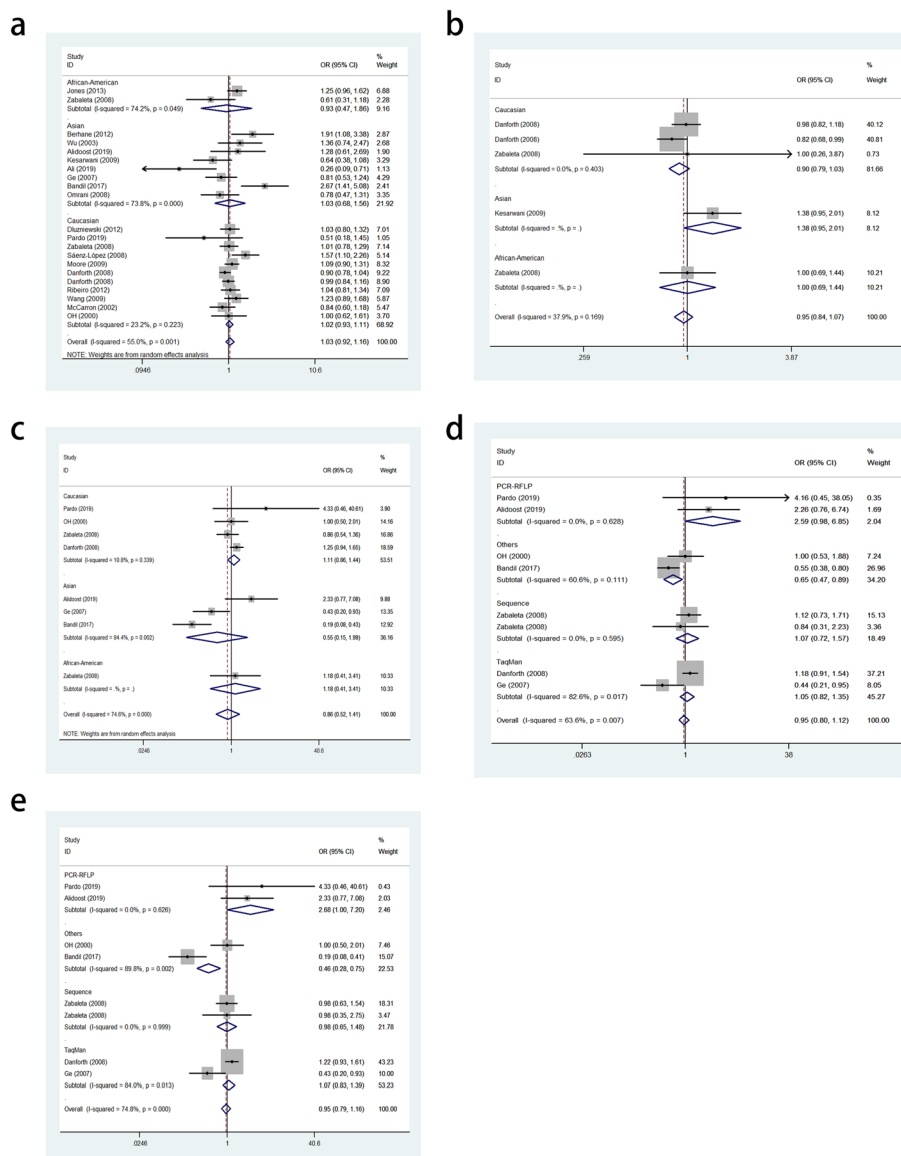 a
Study %
ID OR (95% CI) Weight
African-American
Jones (2013) 1.25 (0.96, 1.62) 6.88
Zabaleta (2008) 0.61 (0.31, 1.18) 2.28
Subtotal (I-squared = 74.2%, p = 0.049) 0.93 (0.47, 1.86) 9.16
.
Asian
Berhane (2012) 1.91 (1.08, 3.38) 2.87
Wu (2003) 1.36 (0.74, 2.47) 2.68
Alidoost (2019) 1.28 (0.61, 2.69) 1.90
Kesarwani (2009) 0.64 (0.38, 1.08) 3.29
Ali (2019) 0.26 (0.09, 0.71) 1.13
Ge (2007) 0.81 (0.53, 1.24) 4.29
Bandil (2017) 2.67 (1.41, 5.08) 2.41
Omrani (2008) 0.78 (0.47, 1.31) 3.35
Subtotal (I-squared = 73.8%, p = 0.000) 1.03 (0.68, 1.56) 21.92
.
Caucasian
Dluzniewski (2012) 1.03 (0.80, 1.32) 7.01
Pardo (2019) 0.51 (0.18, 1.45) 1.05
Zabaleta (2008) 1.01 (0.78, 1.29) 7.14
Sáenz-López (2008) 1.57 (1.10, 2.26) 5.14
Moore (2009) 1.09 (0.90, 1.31) 8.32
Danforth (2008) 0.90 (0.78, 1.04) 9.22
Danforth (2008) 0.99 (0.84, 1.16) 8.90
Ribeiro (2012) 1.04 (0.81, 1.34) 7.09
Wang (2009) 1.23 (0.89, 1.68) 5.87
McCarron (2002) 0.84 (0.60, 1.18) 5.47
OH (2000) 1.00 (0.62, 1.61) 3.70
Subtotal (I-squared = 23.2%, p = 0.223) 1.02 (0.93, 1.11) 68.92
.
Overall (I-squared = 55.0%, p = 0.001) 1.03 (0.92, 1.16) 100.00
NOTE: Weights are from random effects analysis
.0946 1 10.6
b
Study %
ID OR (95% CI) Weight
Caucasian
Danforth (2008) 0.98 (0.82, 1.18) 40.12
Danforth (2008) 0.82 (0.68, 0.99) 40.81
Zabaleta (2008) 1.00 (0.26, 3.87) 0.73
Subtotal (I-squared = 0.0%, p = 0.403) 0.90 (0.79, 1.03) 81.66
.
Asian
Kesarwani (2009) 1.38 (0.95, 2.01) 8.12
Subtotal (I-squared = .%, p = .) 1.38 (0.95, 2.01) 8.12
.
African-American
Zabaleta (2008) 1.00 (0.69, 1.44) 10.21
Subtotal (I-squared = .%, p = .) 1.00 (0.69, 1.44) 10.21
.
Overall (I-squared = 37.9%, p = 0.169) 0.95 (0.84, 1.07) 100.00
.259 1 3.87
c
Study %
ID OR (95% CI) Weight
Caucasian
Pardo (2019) 4.33 (0.46, 40.61) 3.90
OH (2000) 1.00 (0.50, 2.01) 14.16
Zabaleta (2008) 0.86 (0.54, 1.36) 16.86
Danforth (2008) 1.25 (0.94, 1.65) 18.59
Subtotal (I-squared = 10.8%, p = 0.339) 1.11 (0.86, 1.44) 53.51
.
Asian
Alidoost (2019) 2.33 (0.77, 7.08) 9.88
Ge (2007) 0.43 (0.20, 0.93) 13.35
Bandil (2017) 0.19 (0.08, 0.43) 12.92
Subtotal (I-squared = 84.4%, p = 0.002) 0.55 (0.15, 1.99) 36.16
.
African-American
Zabaleta (2008) 1.18 (0.41, 3.41) 10.33
Subtotal (I-squared = .%, p = .) 1.18 (0.41, 3.41) 10.33
.
Overall (I-squared = 74.6%, p = 0.000) 0.86 (0.52, 1.41) 100.00
NOTE: Weights are from random effects analysis
.0246 1 40.6
d
Study %
ID OR (95% CI) Weight
PCR-RFLP
Pardo (2019) 4.16 (0.45, 38.05) 0.35
Alidoost (2019) 2.26 (0.76, 6.74) 1.69
Subtotal (I-squared = 0.0%, p = 0.628) 2.59 (0.98, 6.85) 2.04
.
Others
OH (2000) 1.00 (0.53, 1.88) 7.24
Bandil (2017) 0.55 (0.38, 0.80) 26.96
Subtotal (I-squared = 60.6%, p = 0.111) 0.65 (0.47, 0.89) 34.20
.
Sequence
Zabaleta (2008) 1.12 (0.73, 1.71) 15.13
Zabaleta (2008) 0.84 (0.31, 2.23) 3.36
Subtotal (I-squared = 0.0%, p = 0.595) 1.07 (0.72, 1.57) 18.49
.
TaqMan
Danforth (2008) 1.18 (0.91, 1.54) 37.21
Ge (2007) 0.44 (0.21, 0.95) 8.05
Subtotal (I-squared = 82.6%, p = 0.017) 1.05 (0.82, 1.35) 45.27
.
Overall (I-squared = 63.6%, p = 0.007) 0.95 (0.80, 1.12) 100.00
.0263 1 38
e
Study %
ID OR (95% CI) Weight
PCR-RFLP
Pardo (2019) 4.33 (0.46, 40.61) 0.43
Alidoost (2019) 2.33 (0.77, 7.08) 2.03
Subtotal (I-squared = 0.0%, p = 0.626) 2.68 (1.00, 7.20) 2.46
.
Others
OH (2000) 1.00 (0.50, 2.01) 7.46
Bandil (2017) 0.19 (0.08, 0.41) 15.07
Subtotal (I-squared = 89.8%, p = 0.002) 0.46 (0.28, 0.75) 22.53
.
Sequence
Zabaleta (2008) 0.98 (0.63, 1.54) 18.31
Zabaleta (2008) 0.98 (0.35, 2.75) 3.47
Subtotal (I-squared = 0.0%, p = 0.999) 0.98 (0.65, 1.48) 21.78
.
TaqMan
Danforth (2008) 1.22 (0.93, 1.61) 43.23
Ge (2007) 0.43 (0.20, 0.93) 10.00
Subtotal (I-squared = 84.0%, p = 0.013) 1.07 (0.83, 1.39) 53.23
.
Overall (I-squared = 74.8%, p = 0.000) 0.95 (0.79, 1.16) 100.00
.0246 1 40.6